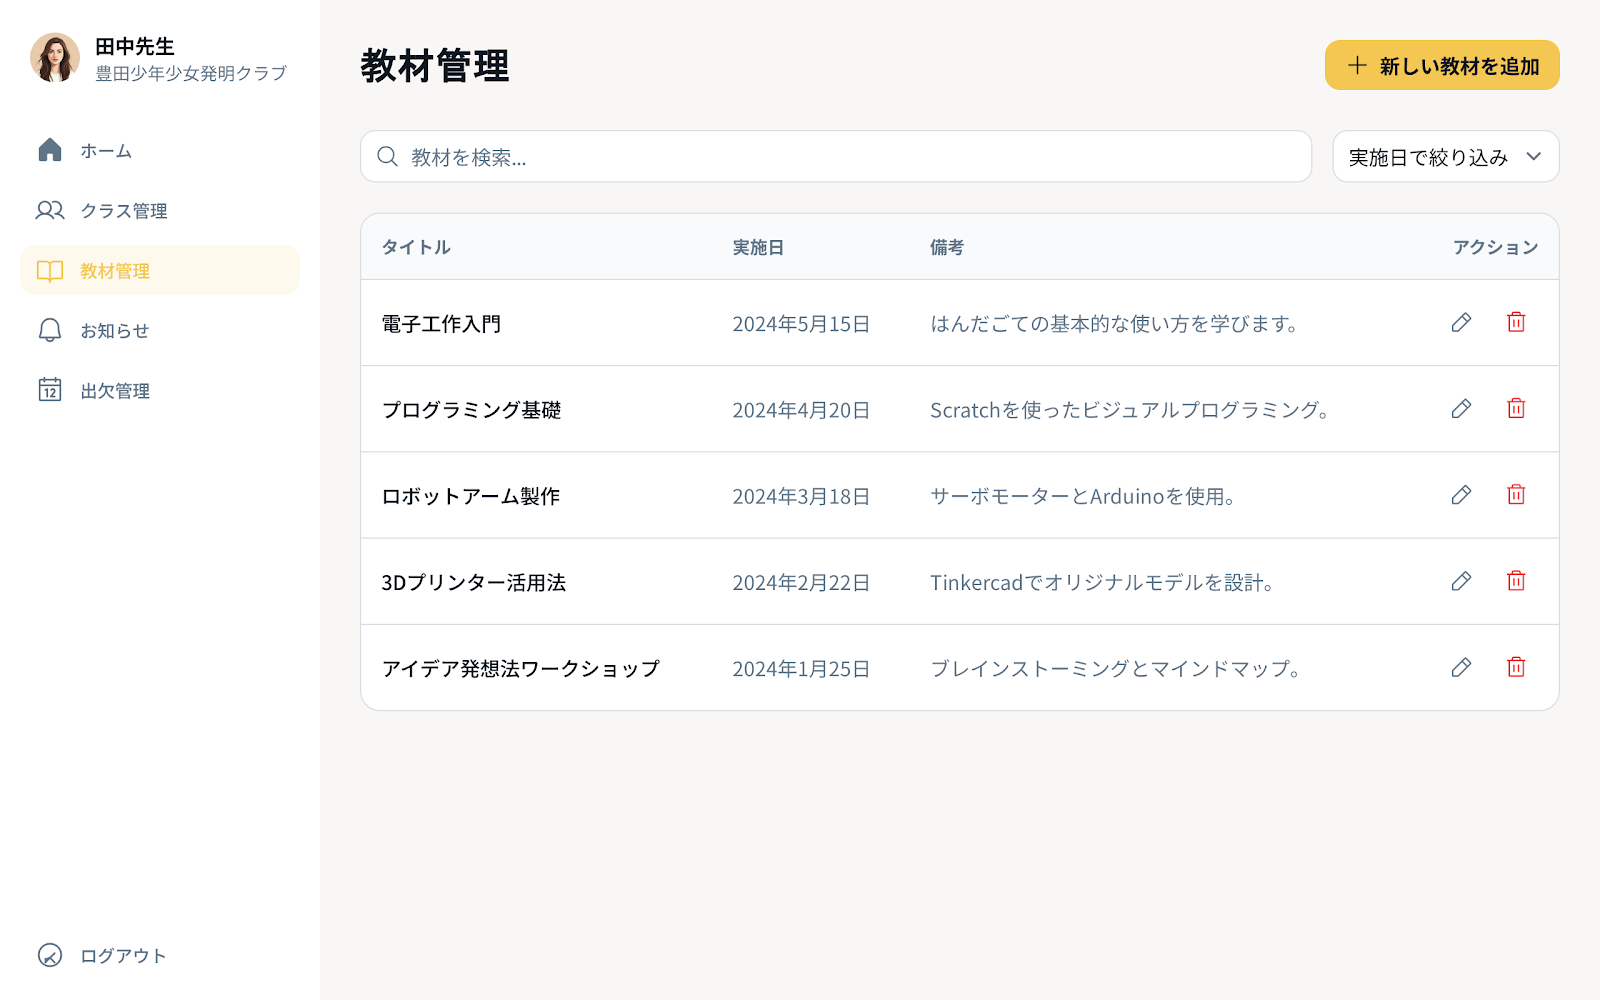 田中先生
豊田少年少女発明クラブ
ホーム
クラス管理
教材管理
お知らせ
12
出欠管理
ログアウト
教材管理
新しい教材を追加
教材を検索...
実施日で絞り込み
タイトル 実施日 備考 アクション
電子工作入門 2024年5月15日 はんだごての基本的な使い方を学びます。
プログラミング基礎 2024年4月20日 Scratchを使ったビジュアルプログラミング。
ロボットアーム製作 2024年3月18日 サーボモーターとArduinoを使用。
3Dプリンター活用法 2024年2月22日 Tinkercadでオリジナルモデルを設計。
アイデア発想法ワークショップ 2024年1月25日 ブレインストーミングとマインドマップ。